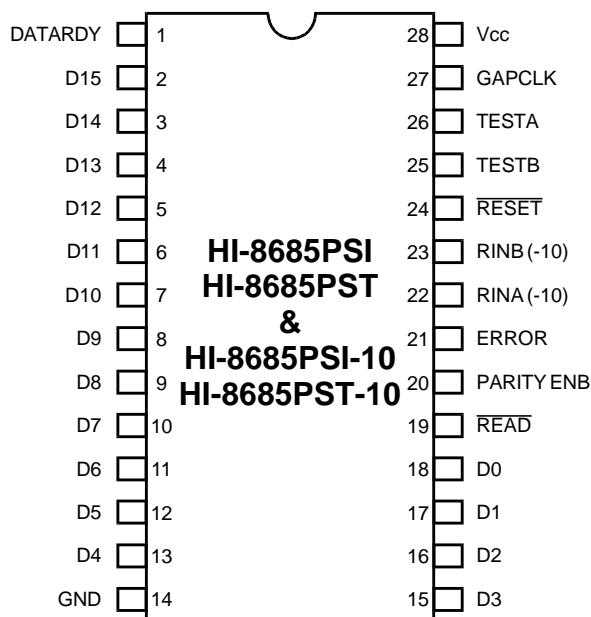 DATARDY 1 28 Vcc
D15 2 27 GAPCLK
D14 3 26 TESTA
D13 4 25 TESTB
D12 5 24 RESET
D11 6 23 RINB (-10)
D10 7 22 RINA (-10)
D9 8 21 ERROR
D8 9 20 PARITY ENB
D7 10 19 READ
D6 11 18 D0
D5 12 17 D1
D4 13 16 D2
GND 14 15 D3
HI-8685PSI
HI-8685PST
&
HI-8685PSI-10
HI-8685PST-10